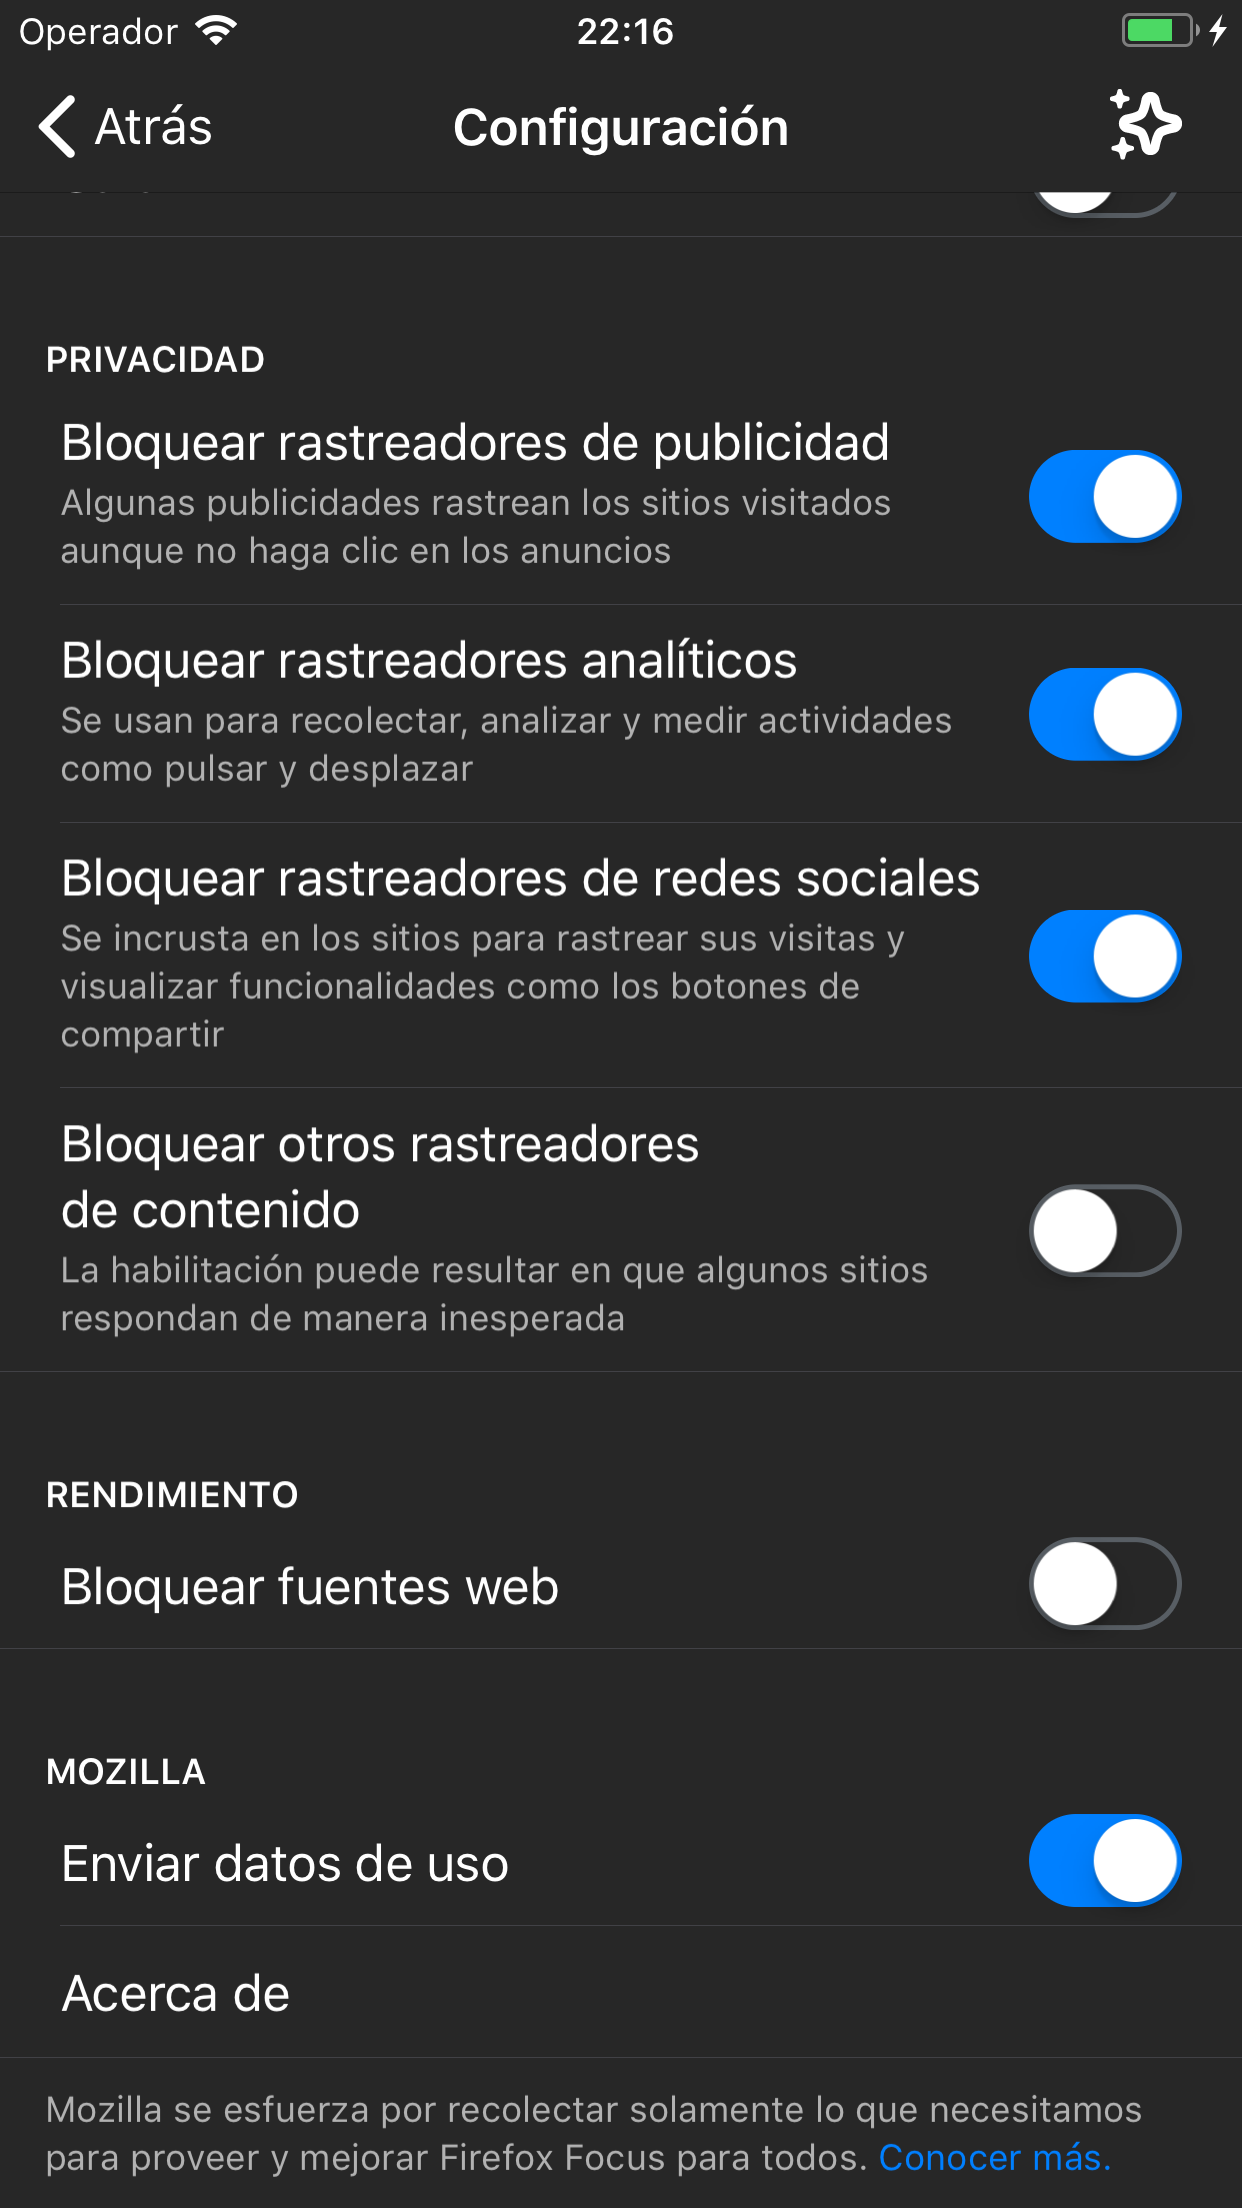 Operador
22:16
Atrás
Configuración
PRIVACIDAD
Bloquear rastreadores de publicidad
Algunas publicidades rastrean los sitios visitados
aunque no haga clic en los anuncios
Bloquear rastreadores analíticos
Se usan para recolectar, analizar y medir actividades
como pulsar y desplazar
Bloquear rastreadores de redes sociales
Se incrusta en los sitios para rastrear sus visitas y
visualizar funcionalidades como los botones de
compartir
Bloquear otros rastreadores
de contenido
La habilitación puede resultar en que algunos sitios
respondan de manera inesperada
RENDIMIENTO
Bloquear fuentes web
MOZILLA
Enviar datos de uso
Acerca de
Mozilla se esfuerza por recolectar solamente lo que necesitamos
para proveer y mejorar Firefox Focus para todos. Conocer más.